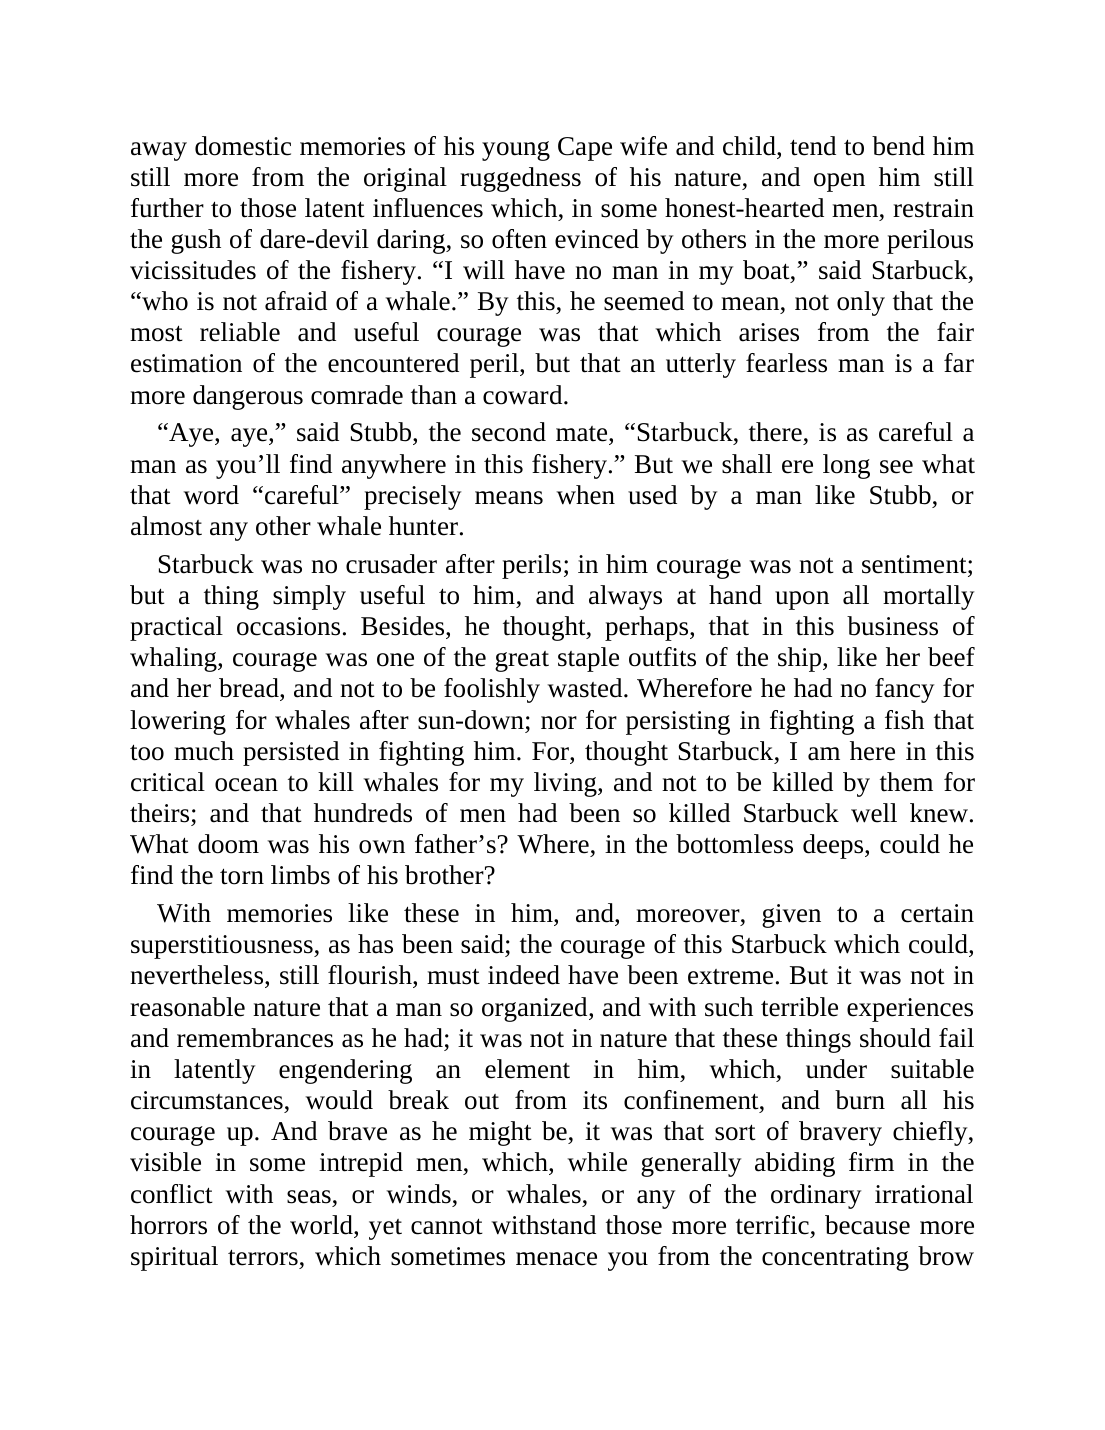 away domestic memories of his young Cape wife and child, tend to bend him
still more from the original ruggedness of his nature, and open him still
further to those latent influences which, in some honest-hearted men, restrain
the gush of dare-devil daring, so often evinced by others in the more perilous
vicissitudes of the fishery. “I will have no man in my boat,” said Starbuck,
“who is not afraid of a whale.” By this, he seemed to mean, not only that the
most reliable and useful courage was that which arises from the fair
estimation of the encountered peril, but that an utterly fearless man is a far
more dangerous comrade than a coward.
“Aye, aye,” said Stubb, the second mate, “Starbuck, there, is as careful a
man as you’ll find anywhere in this fishery.” But we shall ere long see what
that word “careful” precisely means when used by a man like Stubb, or
almost any other whale hunter.
Starbuck was no crusader after perils; in him courage was not a sentiment;
but a thing simply useful to him, and always at hand upon all mortally
practical occasions. Besides, he thought, perhaps, that in this business of
whaling, courage was one of the great staple outfits of the ship, like her beef
and her bread, and not to be foolishly wasted. Wherefore he had no fancy for
lowering for whales after sun-down; nor for persisting in fighting a fish that
too much persisted in fighting him. For, thought Starbuck, I am here in this
critical ocean to kill whales for my living, and not to be killed by them for
theirs; and that hundreds of men had been so killed Starbuck well knew.
What doom was his own father’s? Where, in the bottomless deeps, could he
find the torn limbs of his brother?
With memories like these in him, and, moreover, given to a certain
superstitiousness, as has been said; the courage of this Starbuck which could,
nevertheless, still flourish, must indeed have been extreme. But it was not in
reasonable nature that a man so organized, and with such terrible experiences
and remembrances as he had; it was not in nature that these things should fail
in latently engendering an element in him, which, under suitable
circumstances, would break out from its confinement, and burn all his
courage up. And brave as he might be, it was that sort of bravery chiefly,
visible in some intrepid men, which, while generally abiding firm in the
conflict with seas, or winds, or whales, or any of the ordinary irrational
horrors of the world, yet cannot withstand those more terrific, because more
spiritual terrors, which sometimes menace you from the concentrating brow